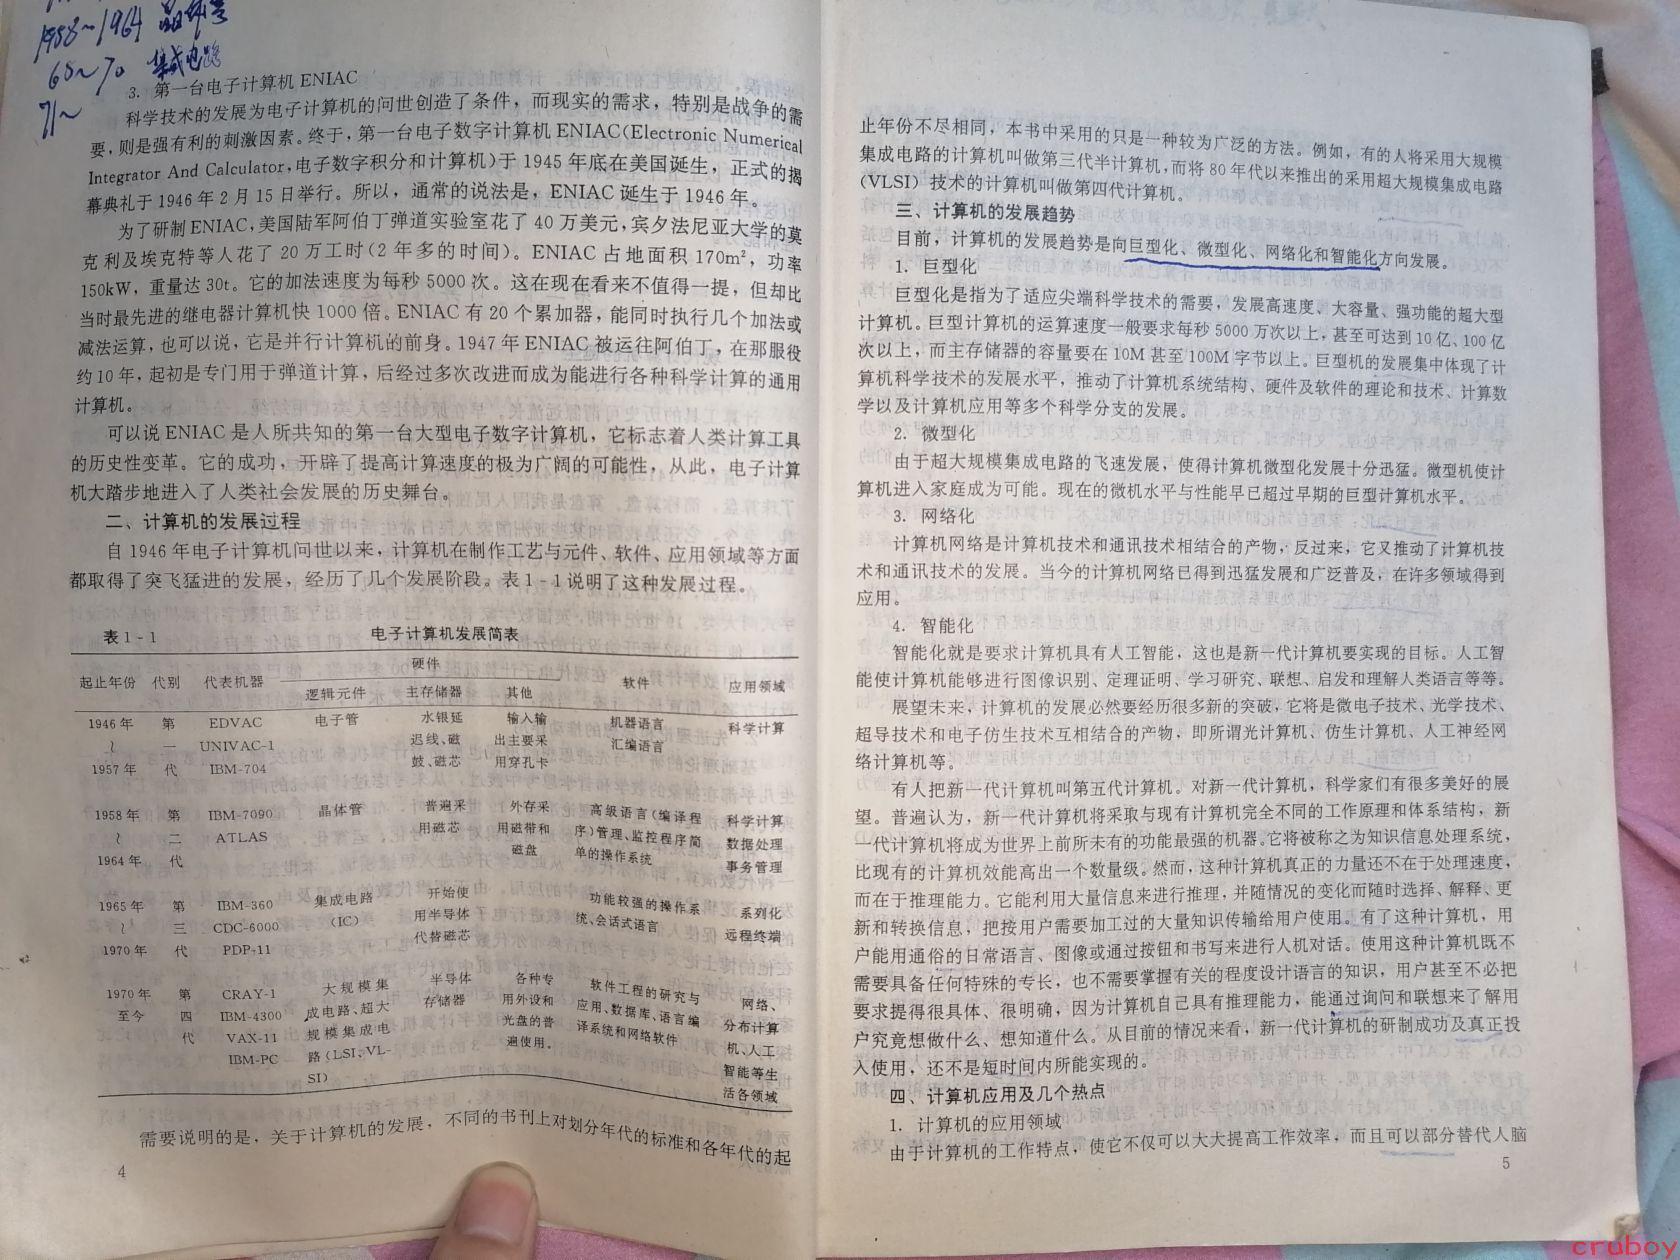 1958~1964 晶体管
65~70 集成电路
71~
3. 第一台电子计算机 ENIAC
科学技术的发展为电子计算机的问世创造了条件，而现实的需求，特别是战争的需
要，则是强有利的刺激因素。终于，第一台电子数字计算机 ENIAC(Electronic Numerical
Integrator And Calculator，电子数字积分和计算机)于 1945 年底在美国诞生，正式的揭
幕典礼于 1946 年 2 月 15 日举行。所以，通常的说法是，ENIAC 诞生于 1946 年。
为了研制 ENIAC，美国陆军阿伯丁弹道实验室花了 40 万美元，宾夕法尼亚大学的莫
克利及埃克特等人花了 20 万工时(2 年多的时间)。ENIAC 占地面积 170m²，功率
150kW，重量达 30t。它的加法速度为每秒 5000 次。这在现在看来不值得一提，但却比
当时最先进的继电器计算机快 1000 倍。ENIAC 有 20 个累加器，能同时执行几个加法或
减法运算，也可以说，它是并行计算机的前身。1947 年 ENIAC 被运往阿伯丁，在那服役
约 10 年，起初是专门用于弹道计算，后经过多次改进而成为能进行各种科学计算的通用
计算机。
可以说 ENIAC 是人所共知的第一台大型电子数字计算机，它标志着人类计算工具
的历史性变革。它的成功，开辟了提高计算速度的极为广阔的可能性，从此，电子计算
机大踏步地进入了人类社会发展的历史舞台。
二、计算机的发展过程
自 1946 年电子计算机问世以来，计算机在制作工艺与元件、软件、应用领域等方面
都取得了突飞猛进的发展，经历了几个发展阶段。表 1 - 1 说明了这种发展过程。
表 1 - 1 电子计算机发展简表
硬件
起止年份 代别 代表机器 软件 应用领域
逻辑元件 主存储器 其他
1946 年 第 EDVAC 电子管 水银延 输入输 机器语言 科学计算
～ 一 UNIVAC-1 迟线、磁 出主要采 汇编语言
1957 年 代 IBM-704 鼓、磁芯 用穿孔卡
1958 年 第 IBM-7090 晶体管 普遍采 外存采 高级语言(编译程 科学计算
～ 二 ATLAS 用磁芯 用磁带和 序)管理、监控程序简 数据处理
1964 年 代 磁盘 单的操作系统 事务管理
1965 年 第 IBM-360 集成电路 开始使 功能较强的操作系 系列化
～ 三 CDC-6000 (IC) 用半导体 统、会话式语言 远程终端
1970 年 代 PDP-11 代替磁芯
1970 年 第 CRAY-1 大规模集 半导体 各种专 软件工程的研究与 网络、
至今 四 IBM-4300 成电路、超大 存储器 用外设和 应用、数据库、语言编 分布计算
代 VAX-11 规模集成电 光盘的普 译系统和网络软件 机、人工
IBM-PC 路(LSI、VL- 遍使用。 智能等生
SI) 活各领域
需要说明的是，关于计算机的发展，不同的书刊上对划分年代的标准和各年代的起
4
止年份不尽相同，本书中采用的只是一种较为广泛的方法。例如，有的人将采用大规模
集成电路的计算机叫做第三代半计算机，而将 80 年代以来推出的采用超大规模集成电路
(VLSI) 技术的计算机叫做第四代计算机。
三、计算机的发展趋势
目前，计算机的发展趋势是向巨型化、微型化、网络化和智能化方向发展。
1. 巨型化
巨型化是指为了适应尖端科学技术的需要，发展高速度、大容量、强功能的超大型
计算机。巨型计算机的运算速度一般要求每秒 5000 万次以上，甚至可达到 10 亿、100 亿
次以上，而主存储器的容量要在 10M 甚至 100M 字节以上。巨型机的发展集中体现了计
算机科学技术的发展水平，推动了计算机系统结构、硬件及软件的理论和技术、计算数
学以及计算机应用等多个科学分支的发展。
2. 微型化
由于超大规模集成电路的飞速发展，使得计算机微型化发展十分迅猛。微型机使计
算机进入家庭成为可能。现在的微机水平与性能早已超过早期的巨型计算机水平。
3. 网络化
计算机网络是计算机技术和通讯技术相结合的产物，反过来，它又推动了计算机技
术和通讯技术的发展。当今的计算机网络已得到迅猛发展和广泛普及，在许多领域得到
应用。
4. 智能化
智能化就是要求计算机具有人工智能，这也是新一代计算机要实现的目标。人工智
能使计算机能够进行图像识别、定理证明、学习研究、联想、启发和理解人类语言等等。
展望未来，计算机的发展必然要经历很多新的突破，它将是微电子技术、光学技术、
超导技术和电子仿生技术互相结合的产物，即所谓光计算机、仿生计算机、人工神经网
络计算机等。
有人把新一代计算机叫第五代计算机。对新一代计算机，科学家们有很多美好的展
望。普遍认为，新一代计算机将采取与现有计算机完全不同的工作原理和体系结构，新
一代计算机将成为世界上前所未有的功能最强的机器。它将被称之为知识信息处理系统，
比现有的计算机效能高出一个数量级。然而，这种计算机真正的力量还不在于处理速度，
而在于推理能力。它能利用大量信息来进行推理，并随情况的变化而随时选择、解释、更
新和转换信息，把按用户需要加工过的大量知识传输给用户使用。有了这种计算机，用
户能用通俗的日常语言、图像或通过按钮和书写来进行人机对话。使用这种计算机既不
需要具备任何特殊的专长，也不需要掌握有关的程度设计语言的知识，用户甚至不必把
要求提得很具体、很明确，因为计算机自己具有推理能力，能通过询问和联想来了解用
户究竟想做什么、想知道什么。从目前的情况来看，新一代计算机的研制成功及真正投
入使用，还不是短时间内所能实现的。
四、计算机应用及几个热点
1. 计算机的应用领域
由于计算机的工作特点，使它不仅可以大大提高工作效率，而且可以部分替代人脑
5
cruboy